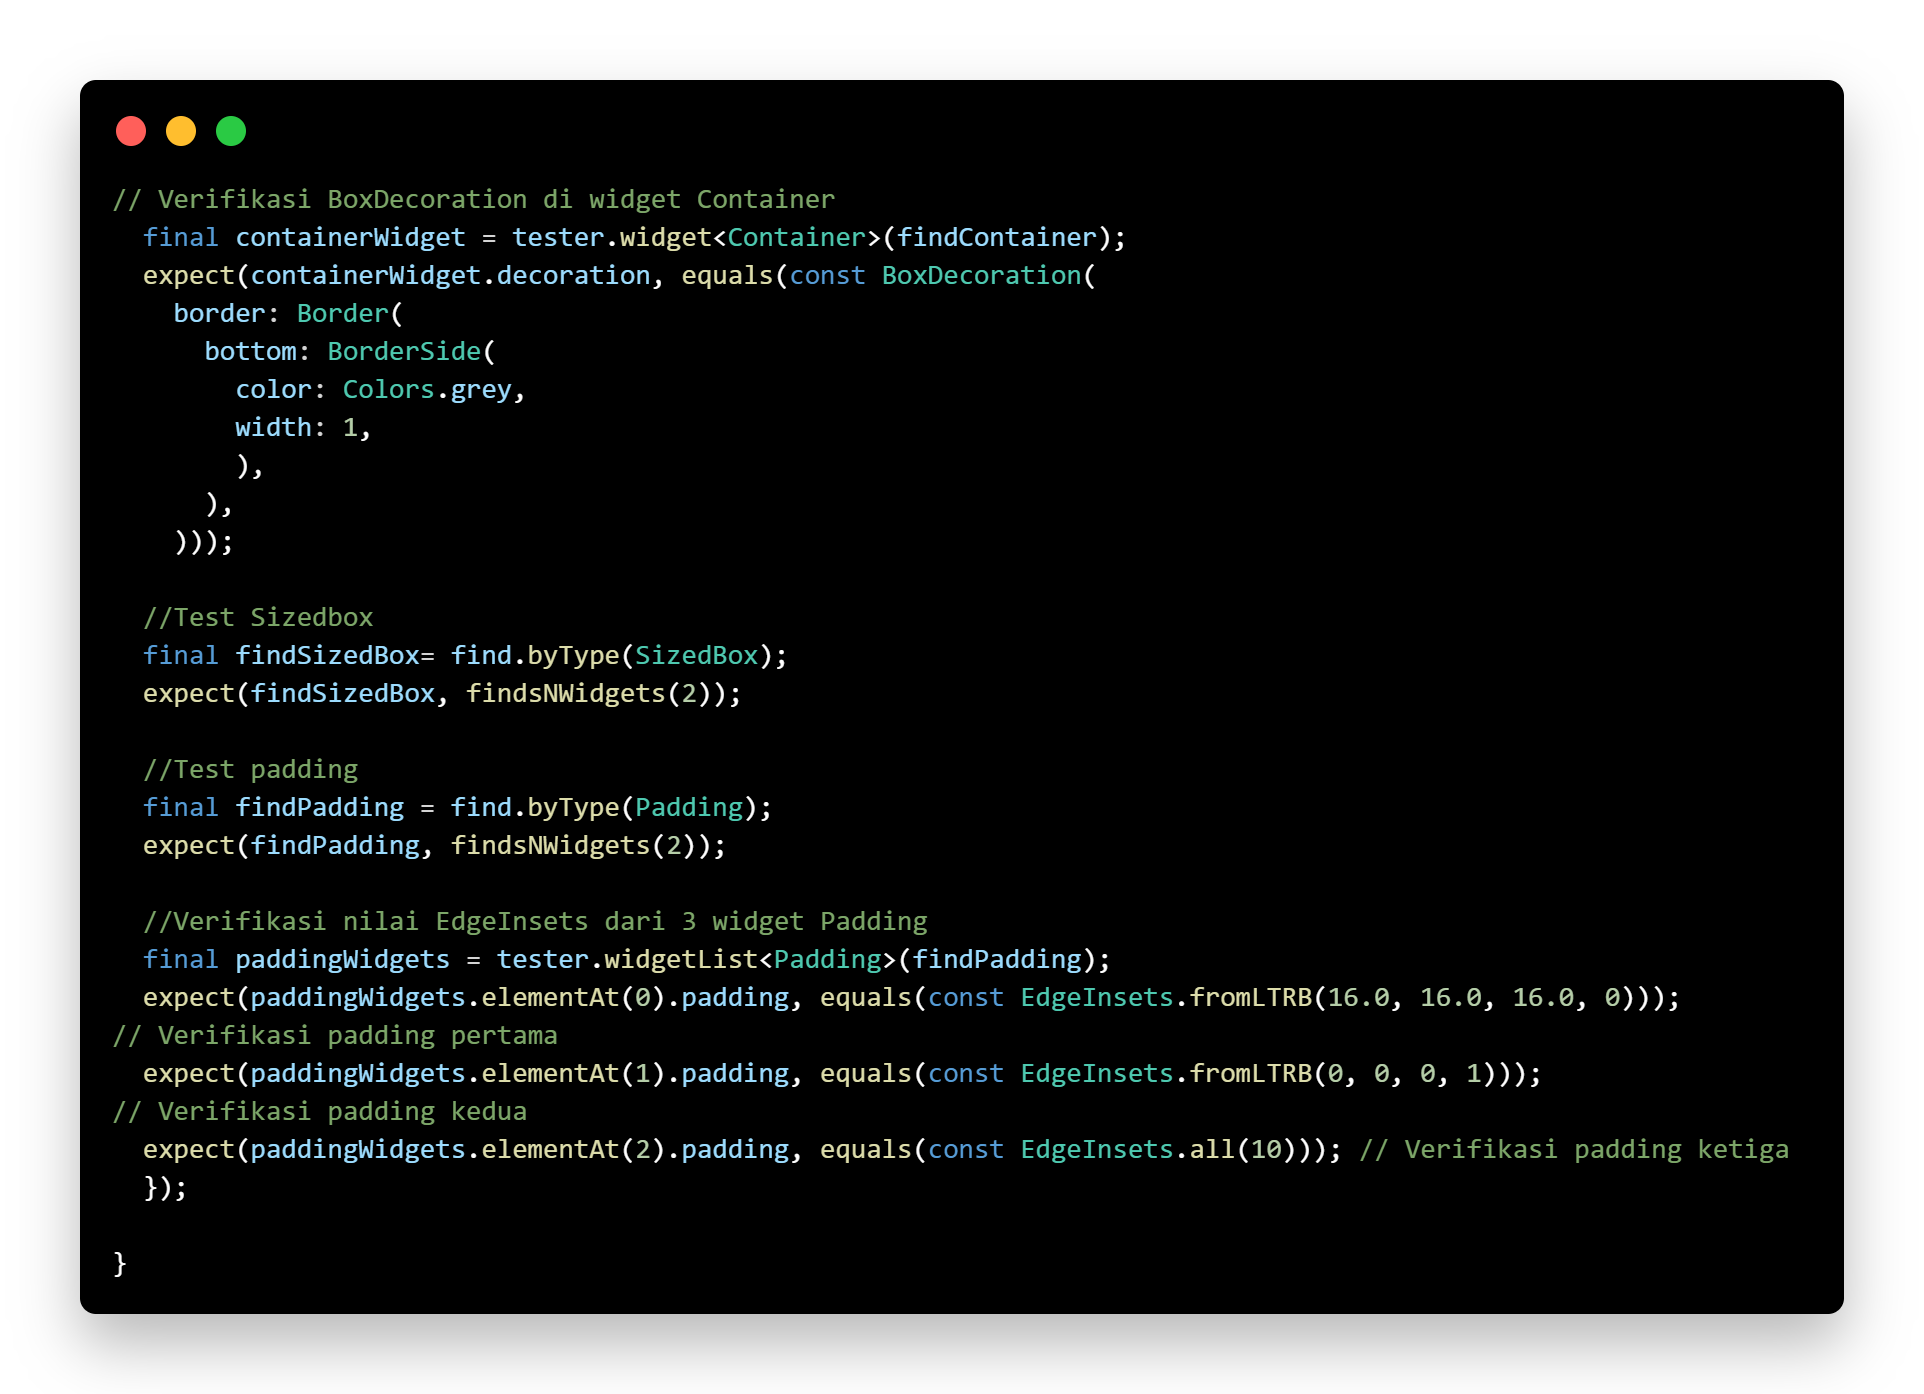 // Verifikasi BoxDecoration di widget Container
  final containerWidget = tester.widget<Container>(findContainer);
  expect(containerWidget.decoration, equals(const BoxDecoration(
    border: Border(
      bottom: BorderSide(
        color: Colors.grey,
        width: 1,
        ),
      ),
    )));

  //Test Sizedbox
  final findSizedBox= find.byType(SizedBox);
  expect(findSizedBox, findsNWidgets(2));

  //Test padding
  final findPadding = find.byType(Padding);
  expect(findPadding, findsNWidgets(2));

  //Verifikasi nilai EdgeInsets dari 3 widget Padding
  final paddingWidgets = tester.widgetList<Padding>(findPadding);
  expect(paddingWidgets.elementAt(0).padding, equals(const EdgeInsets.fromLTRB(16.0, 16.0, 16.0, 0)));
// Verifikasi padding pertama
  expect(paddingWidgets.elementAt(1).padding, equals(const EdgeInsets.fromLTRB(0, 0, 0, 1)));
// Verifikasi padding kedua
  expect(paddingWidgets.elementAt(2).padding, equals(const EdgeInsets.all(10))); // Verifikasi padding ketiga
  });

}